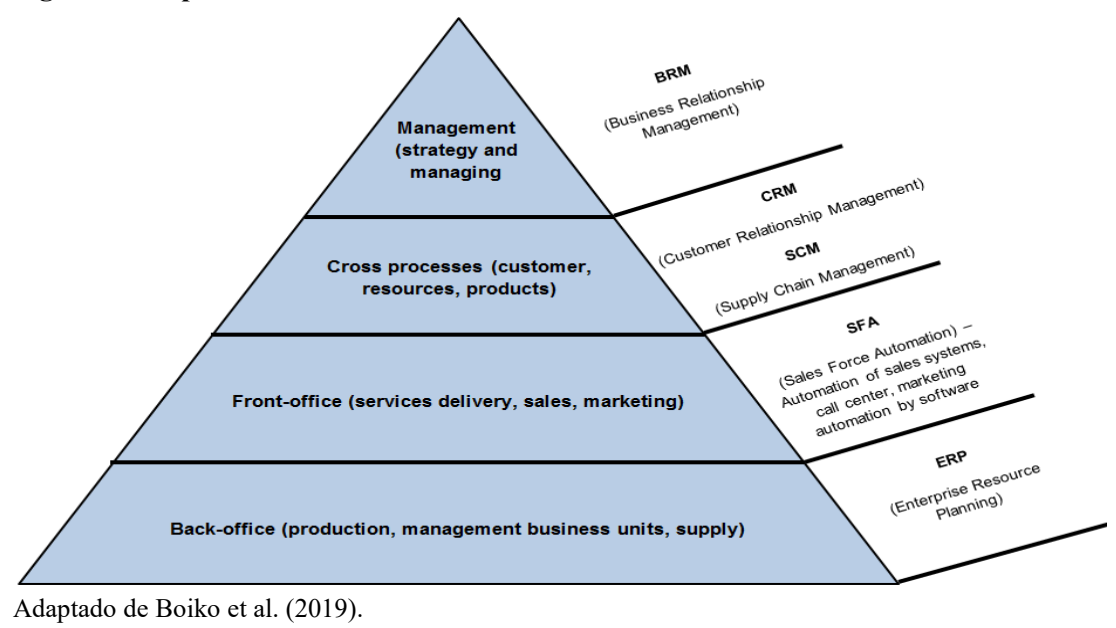 Management
(strategy and
managing
BRM
(Business Relationship
Management)
Cross processes (customer,
resources, products)
CRM
(Customer Relationship Management)
SCM
(Supply Chain Management)
Front-office (services delivery, sales, marketing)
SFA
(Sales Force Automation) –
Automation of sales systems,
call center, marketing
automation by software
Back-office (production, management business units, supply)
ERP
(Enterprise Resource
Planning)
Adaptado de Boiko et al. (2019).